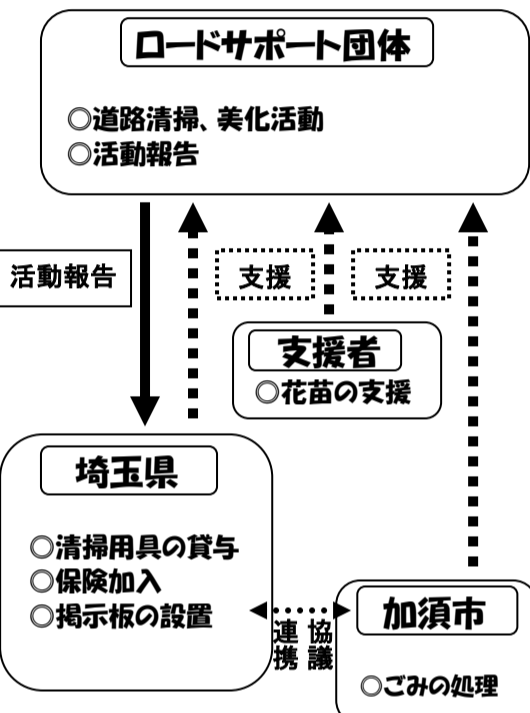 ロードサポート団体
○道路清掃、美化活動
○活動報告
活動報告
支援
支援
支援者
○花苗の支援
埼玉県
○清掃用具の貸与
○保険加入
○掲示板の設置
協議
連携
加須市
○ごみの処理